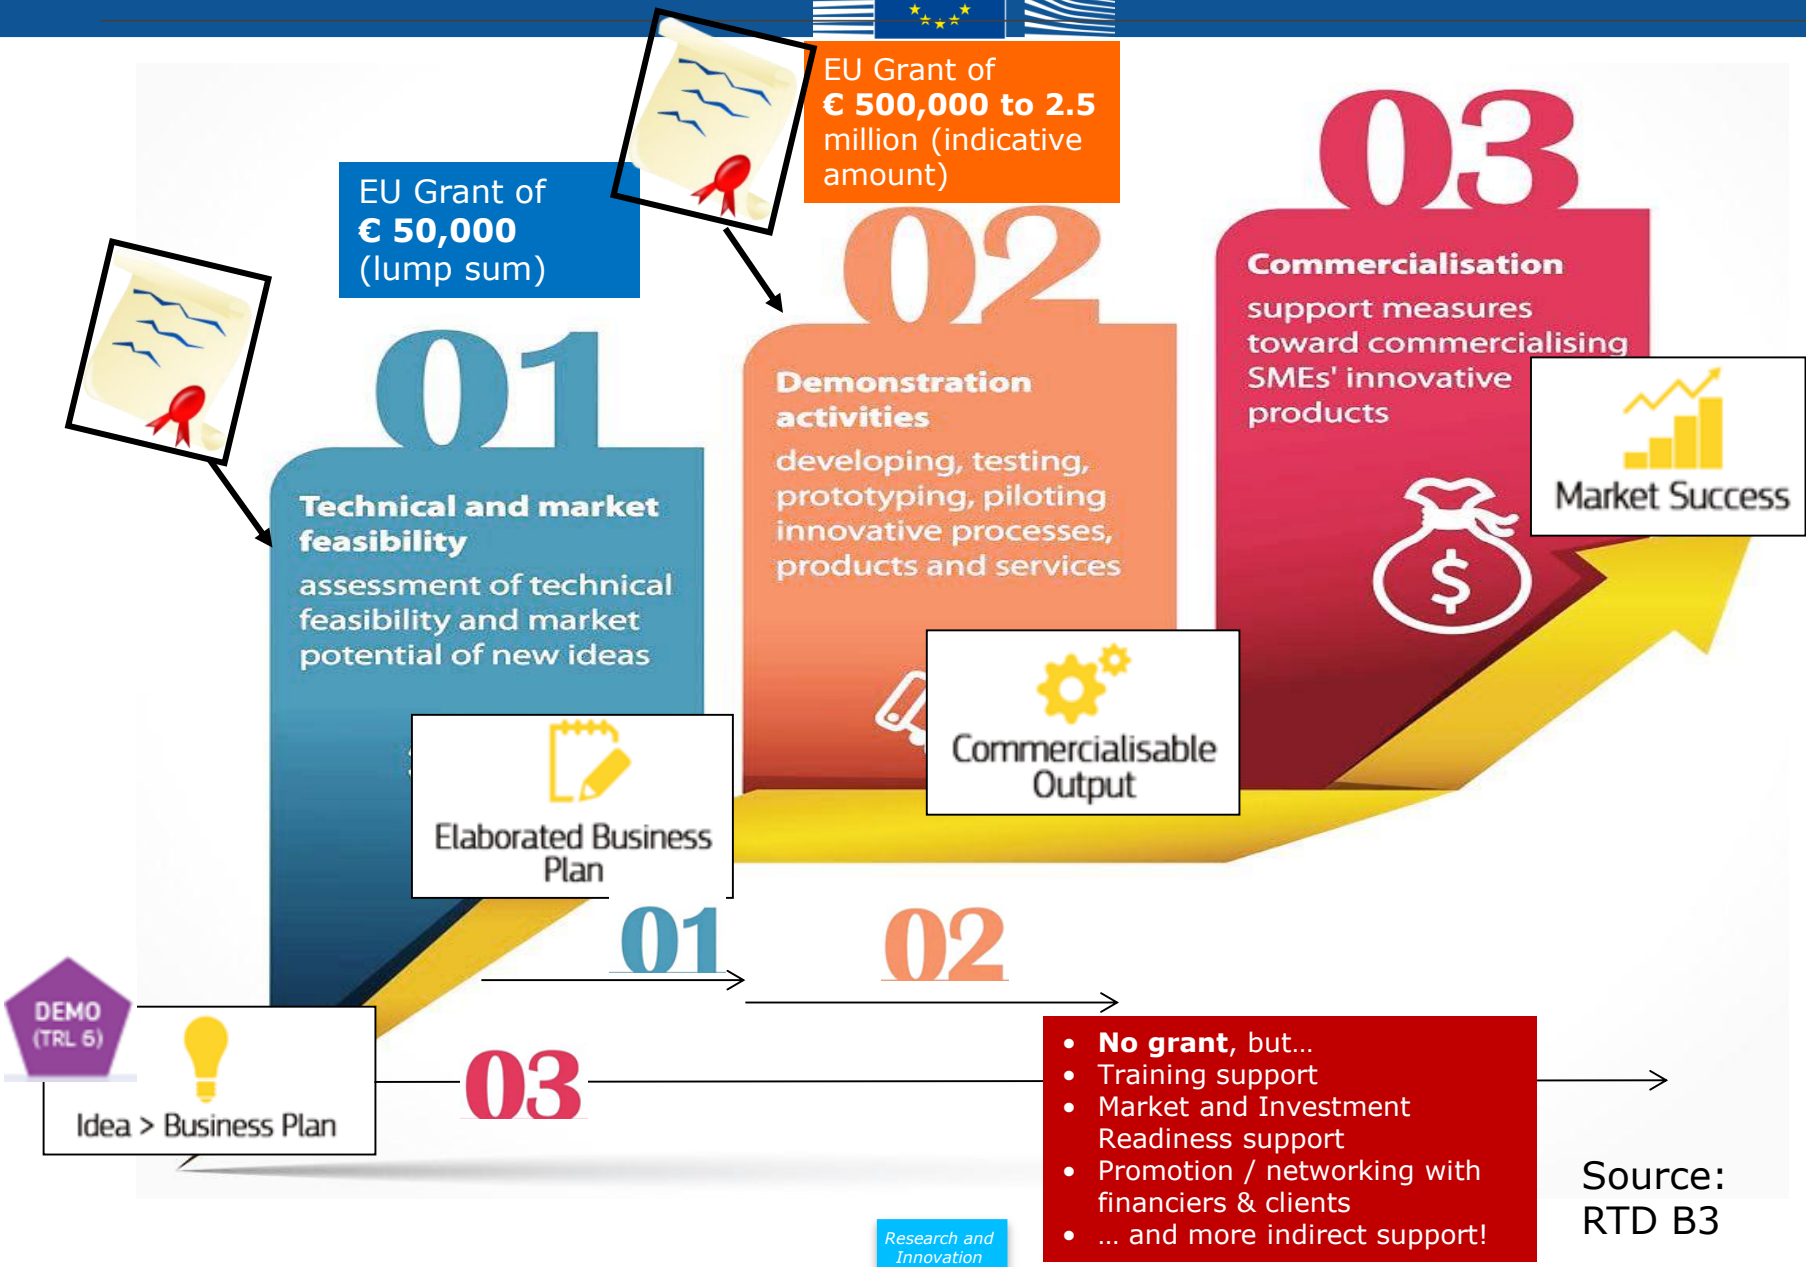 EU Grant of
€ 500,000 to 2.5
million (indicative
amount)
EU Grant of
€ 50,000
(lump sum)
01
Technical and market
feasibility
assessment of technical
feasibility and market
potential of new ideas
02
Demonstration
activities
developing, testing,
prototyping, piloting
innovative processes,
products and services
03
Commercialisation
support measures
toward commercialising
SMEs' innovative
products
$
Market Success
Commercialisable
Output
Elaborated Business
Plan
01
02
DEMO
(TRL 6)
Idea > Business Plan
03
• No grant, but…
• Training support
• Market and Investment
Readiness support
• Promotion / networking with
financiers & clients
• … and more indirect support!
Source:
RTD B3
Research and
Innovation